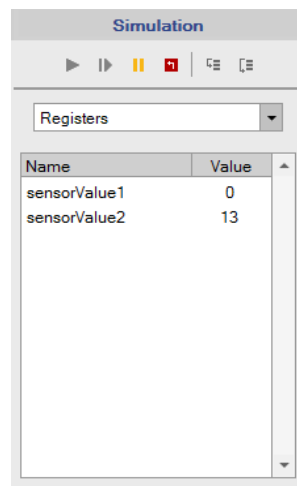 Simulation
Registers
Name Value
sensorValue1 0
sensorValue2 13